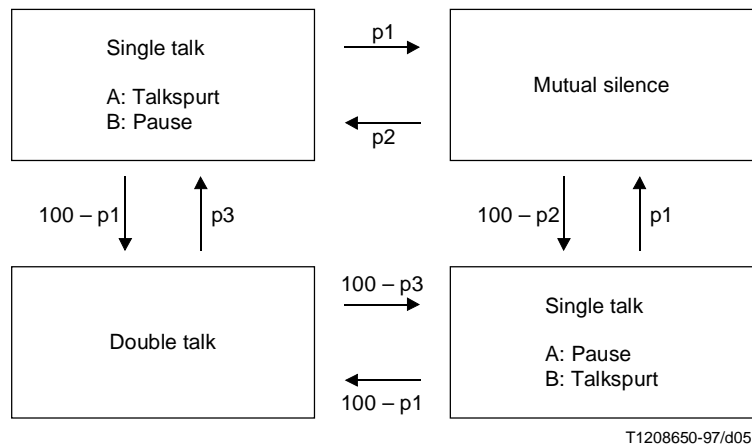 Single talk
A: Talkspurt
B: Pause
p1
p2
Mutual silence
100 – p1
p3
100 – p2
p1
Double talk
100 – p3
100 – p1
Single talk
A: Pause
B: Talkspurt
T1208650-97/d05